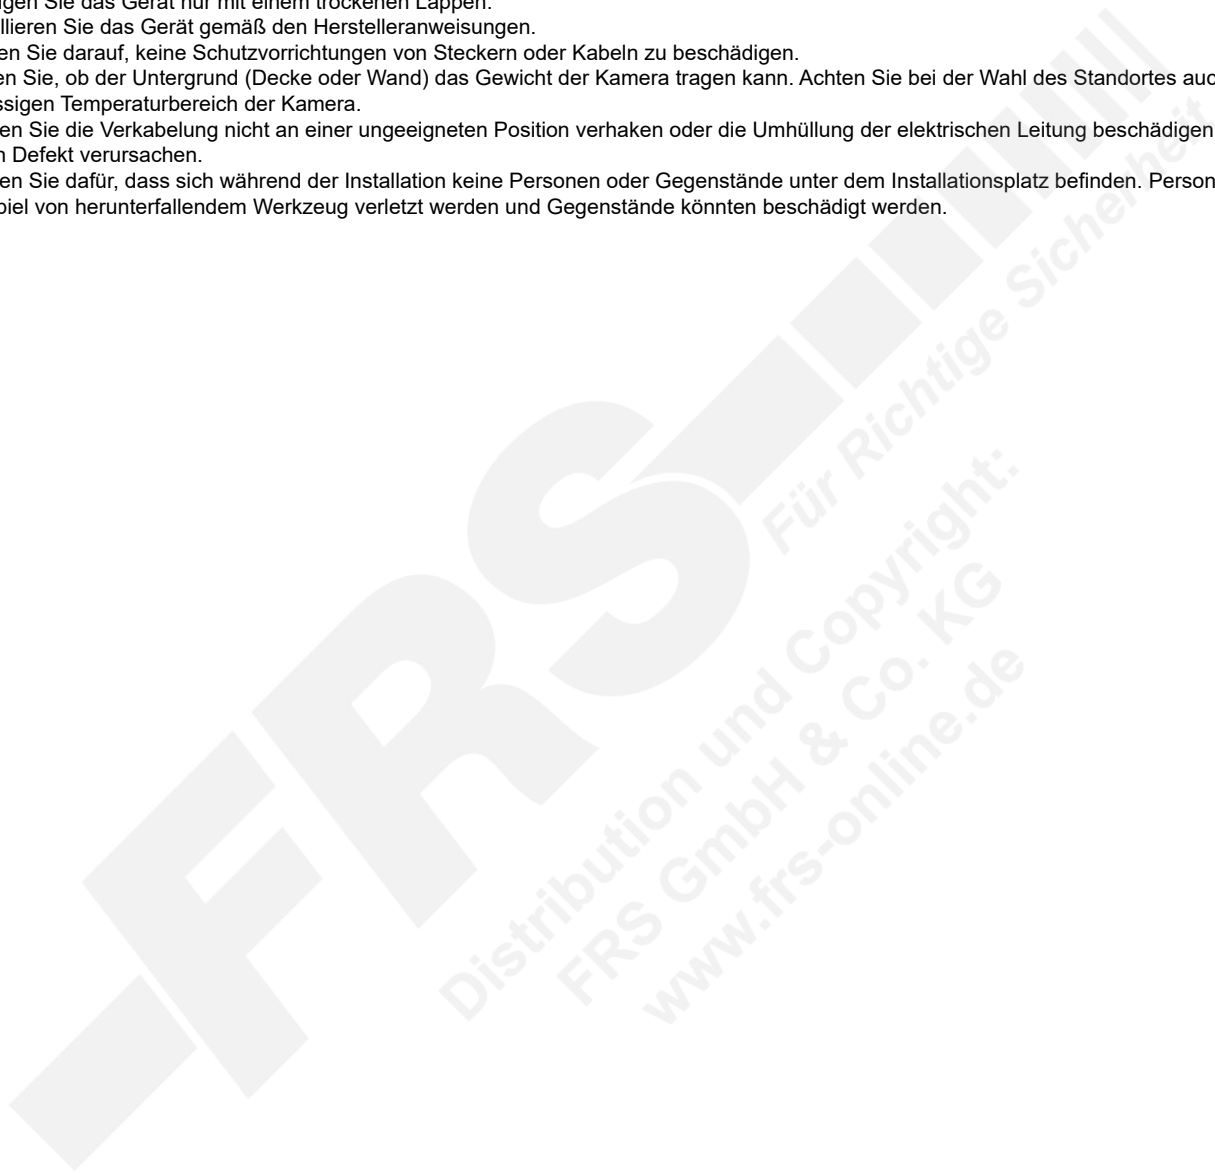 gen Sie das Gerät nur mit einem trockenen Lappen.
llieren Sie das Gerät gemäß den Herstelleranweisungen.
en Sie darauf, keine Schutzvorrichtungen von Steckern oder Kabeln zu beschädigen.
en Sie, ob der Untergrund (Decke oder Wand) das Gewicht der Kamera tragen kann. Achten Sie bei der Wahl des Standortes auc
ssigen Temperaturbereich der Kamera.
en Sie die Verkabelung nicht an einer ungeeigneten Position verhaken oder die Umhüllung der elektrischen Leitung beschädigen
n Defekt verursachen.
en Sie dafür, dass sich während der Installation keine Personen oder Gegenstände unter dem Installationsplatz befinden. Person
piel von herunterfallendem Werkzeug verletzt werden und Gegenstände könnten beschädigt werden.
FRS
Für Richtige Sicherheit
Distribution und Copyright:
FRS GmbH & Co. KG
www.frs-online.de